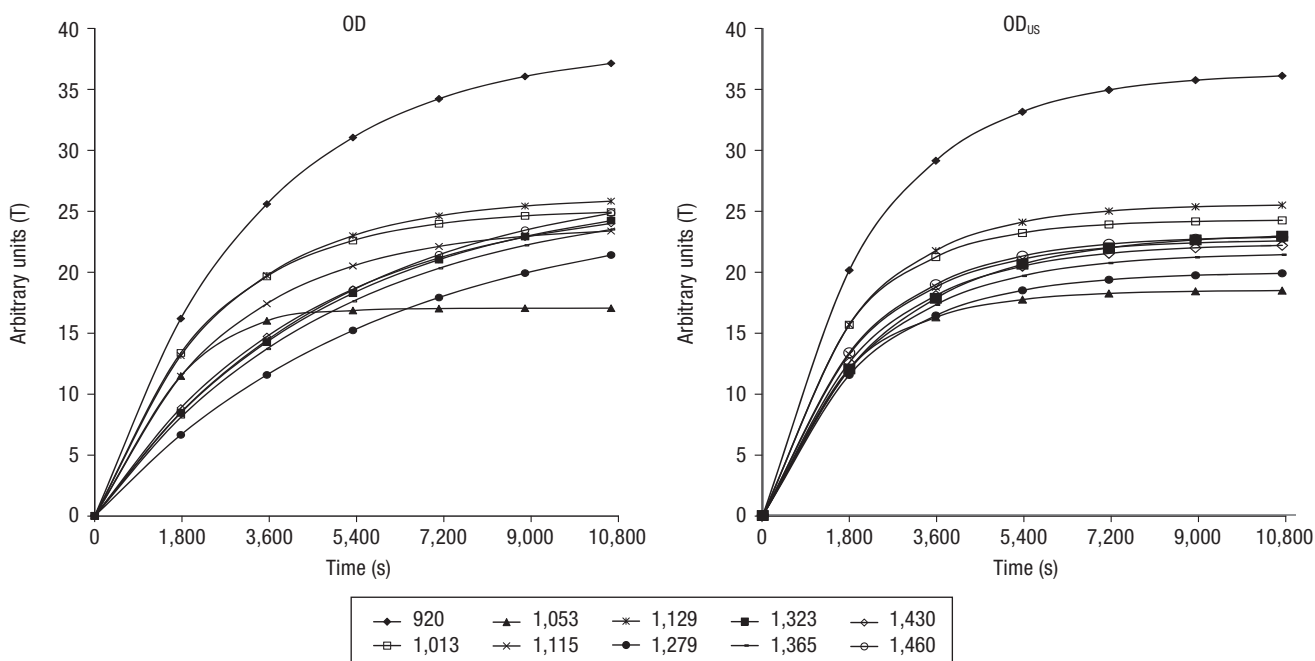 OD
40
35
30
25
20
15
10
5
0
Arbitrary units (T)
0 1,800 3,600 5,400 7,200 9,000 10,800
Time (s)
OD_US
40
35
30
25
20
15
10
5
0
Arbitrary units (T)
0 1,800 3,600 5,400 7,200 9,000 10,800
Time (s)
920 1,053 1,129 1,323 1,430
1,013 1,115 1,279 1,365 1,460